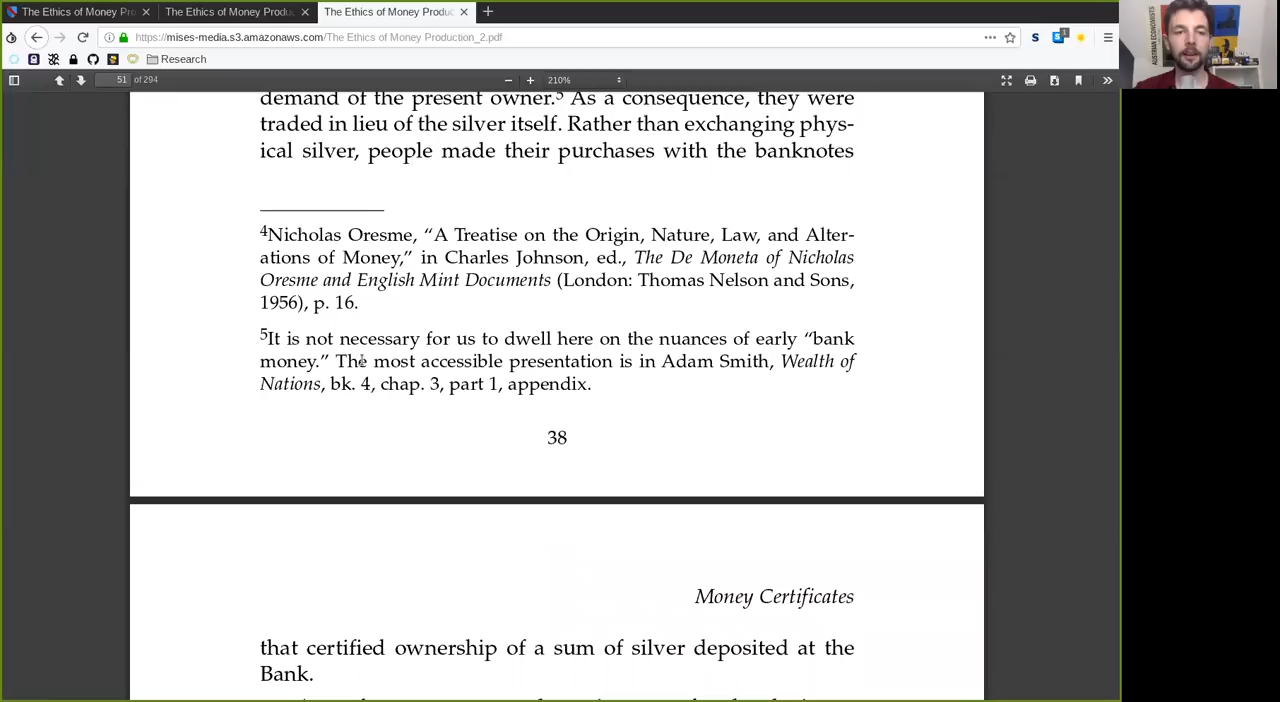 The Ethics of Money Pro
The Ethics of Money Produc
The Ethics of Money Produc
https://mises-media.s3.amazonaws.com/The Ethics of Money Production_2.pdf
Research
51 of 294
210%
demand of the present owner.5 As a consequence, they were
traded in lieu of the silver itself. Rather than exchanging phys-
ical silver, people made their purchases with the banknotes
4Nicholas Oresme, “A Treatise on the Origin, Nature, Law, and Alter-
ations of Money,” in Charles Johnson, ed., The De Moneta of Nicholas
Oresme and English Mint Documents (London: Thomas Nelson and Sons,
1956), p. 16.
5It is not necessary for us to dwell here on the nuances of early “bank
money.” The most accessible presentation is in Adam Smith, Wealth of
Nations, bk. 4, chap. 3, part 1, appendix.
38
Money Certificates
that certified ownership of a sum of silver deposited at the
Bank.
AUSTRIAN ECONOMISTS